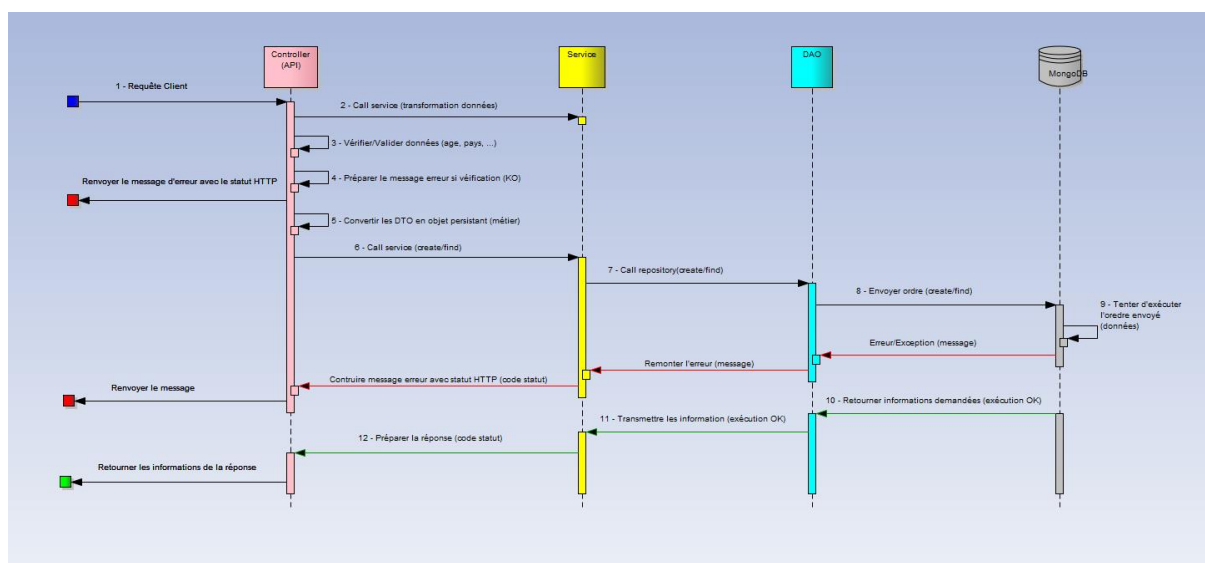 Controller
(API)
Service
DAO
MongoDB
1 - Requête Client
2 - Call service (transformation données)
3 - Vérifier/Valider données (age, pays, ...)
4 - Préparer le message erreur si véification (KO)
Renvoyer le message d'erreur avec le statut HTTP
5 - Convertir les DTO en objet persistant (métier)
6 - Call service (create/find)
7 - Call repository(create/find)
8 - Envoyer ordre (create/find)
9 - Tenter d'exécuter
l'oredre envoyé
(données)
Erreur/Exception (message)
Remonter l'erreur (message)
Contruire message erreur avec statut HTTP (code statut)
Renvoyer le message
10 - Retourner informations demandées (exécution OK)
11 - Transmettre les information (exécution OK)
12 - Préparer la réponse (code statut)
Retourner les informations de la réponse